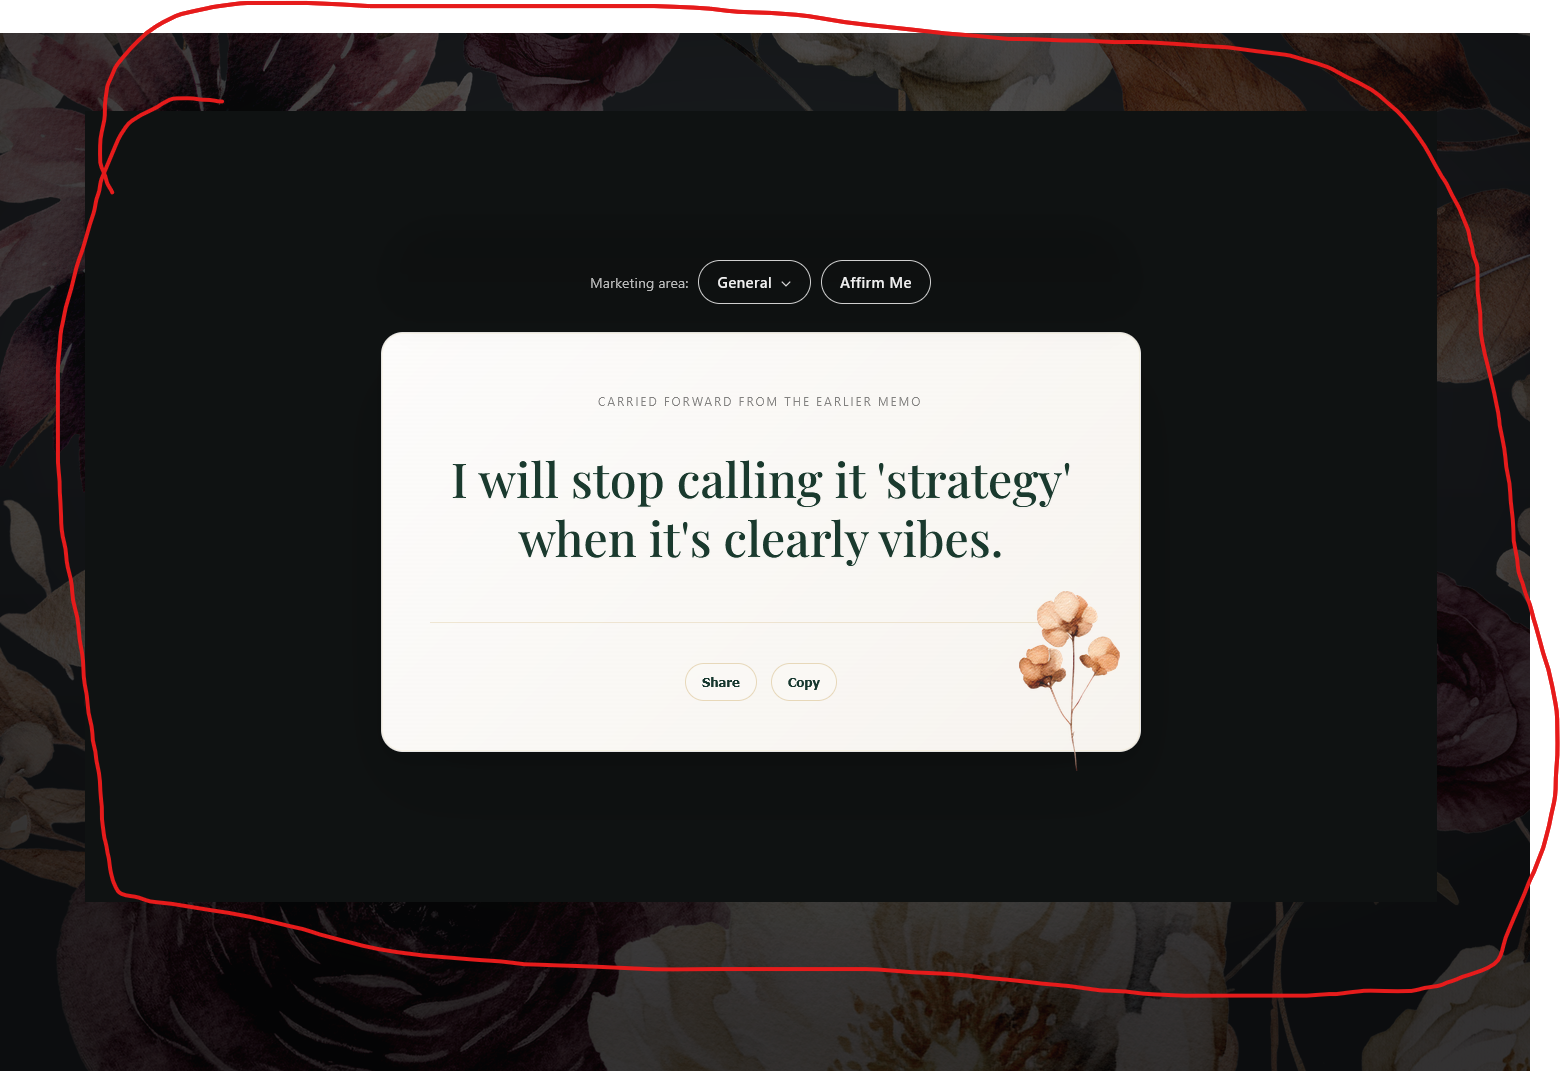 Marketing area: General Affirm Me
CARRIED FORWARD FROM THE EARLIER MEMO
I will stop calling it 'strategy'
when it's clearly vibes.
Share Copy